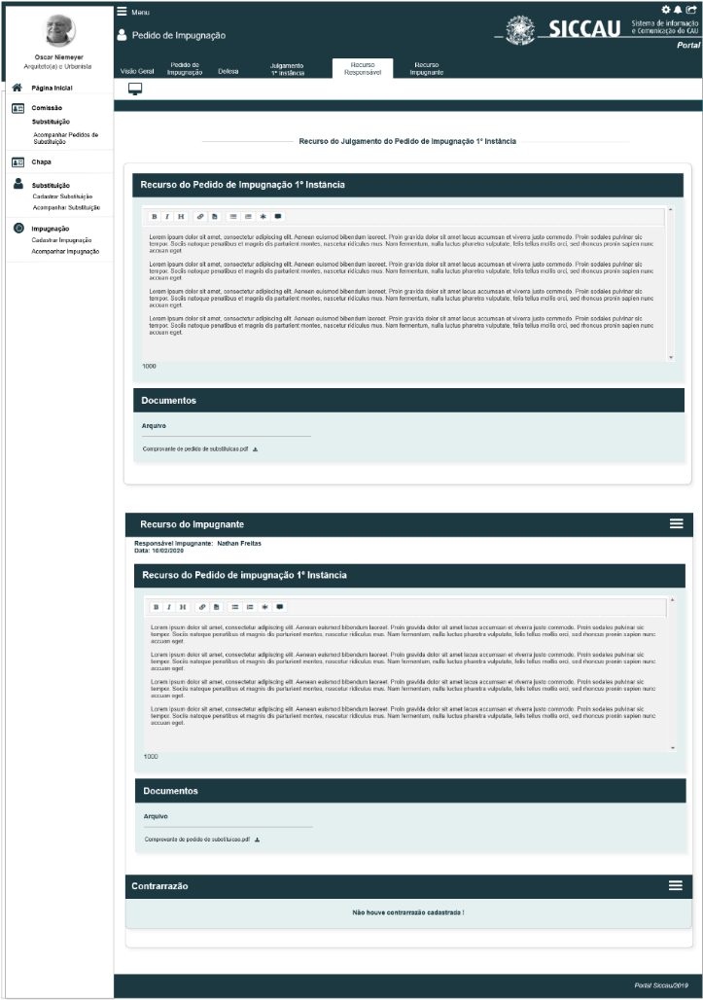 Menu
Pedido de Impugnação
SICCAU
Sistema de informação
e Comunicação do CAU
Portal
Oscar Niemeyer
Arquiteto(a) e Urbanista
Visão Geral
Pedido de
Impugnação
Defesa
Julgamento
1ª Instância
Recurso
Responsável
Recurso
Impugnante
Página Inicial
Comissão
Substituição
Acompanhar Pedidos de
Substituição
Chapa
Substituição
Cadastrar Substituição
Acompanhar Substituição
Impugnação
Cadastrar Impugnação
Acompanhar Impugnação
Recurso do Julgamento do Pedido de Impugnação 1º Instância
Recurso do Pedido de Impugnação 1º Instância
B I H
Lorem ipsum dolor sit amet, consectetur adipiscing elit. Aenean euismod bibendum laoreet. Proin gravida dolor sit amet lacus accumsan et viverra justo commodo. Proin sodales pulvinar sic
tempor. Sociis natoque penatibus et magnis dis parturient montes, nascetur ridiculus mus. Nam fermentum, nulla luctus pharetra vulputate, felis tellus mollis orci, sed rhoncus pronin sapien nunc
accuan eget.
Lorem ipsum dolor sit amet, consectetur adipiscing elit. Aenean euismod bibendum laoreet. Proin gravida dolor sit amet lacus accumsan et viverra justo commodo. Proin sodales pulvinar sic
tempor. Sociis natoque penatibus et magnis dis parturient montes, nascetur ridiculus mus. Nam fermentum, nulla luctus pharetra vulputate, felis tellus mollis orci, sed rhoncus pronin sapien nunc
accuan eget.
Lorem ipsum dolor sit amet, consectetur adipiscing elit. Aenean euismod bibendum laoreet. Proin gravida dolor sit amet lacus accumsan et viverra justo commodo. Proin sodales pulvinar sic
tempor. Sociis natoque penatibus et magnis dis parturient montes, nascetur ridiculus mus. Nam fermentum, nulla luctus pharetra vulputate, felis tellus mollis orci, sed rhoncus pronin sapien nunc
accuan eget.
Lorem ipsum dolor sit amet, consectetur adipiscing elit. Aenean euismod bibendum laoreet. Proin gravida dolor sit amet lacus accumsan et viverra justo commodo. Proin sodales pulvinar sic
tempor. Sociis natoque penatibus et magnis dis parturient montes, nascetur ridiculus mus. Nam fermentum, nulla luctus pharetra vulputate, felis tellus mollis orci, sed rhoncus pronin sapien nunc
accuan eget.
1000
Documentos
Arquivo
Comprovante de pedido de substituicao.pdf
Recurso do Impugnante
Responsável Impugnante: Nathan Freitas
Data: 10/02/2020
Recurso do Pedido de impugnação 1º Instância
B I H
Lorem ipsum dolor sit amet, consectetur adipiscing elit. Aenean euismod bibendum laoreet. Proin gravida dolor sit amet lacus accumsan et viverra justo commodo. Proin sodales pulvinar sic
tempor. Sociis natoque penatibus et magnis dis parturient montes, nascetur ridiculus mus. Nam fermentum, nulla luctus pharetra vulputate, felis tellus mollis orci, sed rhoncus pronin sapien nunc
accuan eget.
Lorem ipsum dolor sit amet, consectetur adipiscing elit. Aenean euismod bibendum laoreet. Proin gravida dolor sit amet lacus accumsan et viverra justo commodo. Proin sodales pulvinar sic
tempor. Sociis natoque penatibus et magnis dis parturient montes, nascetur ridiculus mus. Nam fermentum, nulla luctus pharetra vulputate, felis tellus mollis orci, sed rhoncus pronin sapien nunc
accuan eget.
Lorem ipsum dolor sit amet, consectetur adipiscing elit. Aenean euismod bibendum laoreet. Proin gravida dolor sit amet lacus accumsan et viverra justo commodo. Proin sodales pulvinar sic
tempor. Sociis natoque penatibus et magnis dis parturient montes, nascetur ridiculus mus. Nam fermentum, nulla luctus pharetra vulputate, felis tellus mollis orci, sed rhoncus pronin sapien nunc
accuan eget.
Lorem ipsum dolor sit amet, consectetur adipiscing elit. Aenean euismod bibendum laoreet. Proin gravida dolor sit amet lacus accumsan et viverra justo commodo. Proin sodales pulvinar sic
tempor. Sociis natoque penatibus et magnis dis parturient montes, nascetur ridiculus mus. Nam fermentum, nulla luctus pharetra vulputate, felis tellus mollis orci, sed rhoncus pronin sapien nunc
accuan eget.
1000
Documentos
Arquivo
Comprovante de pedido de substituicao.pdf
Contrarrazão
Não houve contrarrazão cadastrada !
Portal Siccau/2019